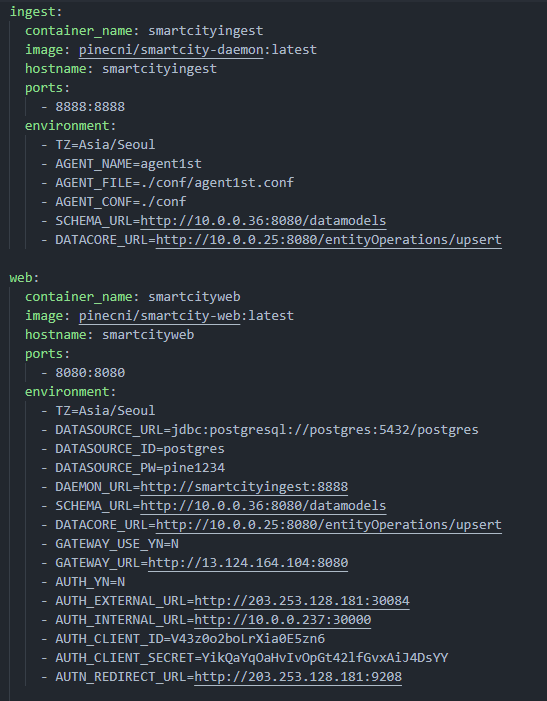 ingest:
container_name: smartcityingest
image: pinecni/smartcity-daemon:latest
hostname: smartcityingest
ports:
- 8888:8888
environment:
- TZ=Asia/Seoul
- AGENT_NAME=agent1st
- AGENT_FILE=./conf/agent1st.conf
- AGENT_CONF=./conf
- SCHEMA_URL=http://10.0.0.36:8080/datamodels
- DATACORE_URL=http://10.0.0.25:8080/entityOperations/upsert
web:
container_name: smartcityweb
image: pinecni/smartcity-web:latest
hostname: smartcityweb
ports:
- 8080:8080
environment:
- TZ=Asia/Seoul
- DATASOURCE_URL=jdbc:postgresql://postgres:5432/postgres
- DATASOURCE_ID=postgres
- DATASOURCE_PW=pine1234
- DAEMON_URL=http://smartcityingest:8888
- SCHEMA_URL=http://10.0.0.36:8080/datamodels
- DATACORE_URL=http://10.0.0.25:8080/entityOperations/upsert
- GATEWAY_USE_YN=N
- GATEWAY_URL=http://13.124.164.104:8080
- AUTH_YN=N
- AUTH_EXTERNAL_URL=http://203.253.128.181:30084
- AUTH_INTERNAL_URL=http://10.0.0.237:30000
- AUTH_CLIENT_ID=V43z0o2boLrXia0E5zn6
- AUTH_CLIENT_SECRET=YikQaYqOaHvIvOpGt42lfGvxAiJ4DsYY
- AUTN_REDIRECT_URL=http://203.253.128.181:9208